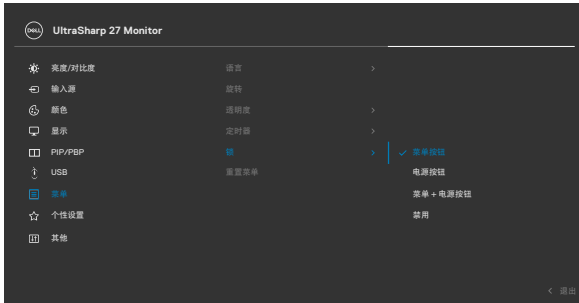 DELL UltraSharp 27 Monitor
亮度/对比度 语言
输入源 旋转
颜色 透明度
显示 定时器
PIP/PBP 锁 菜单按钮
USB 重置菜单 电源按钮
菜单 菜单 + 电源按钮
个性设置 禁用
其他
退出